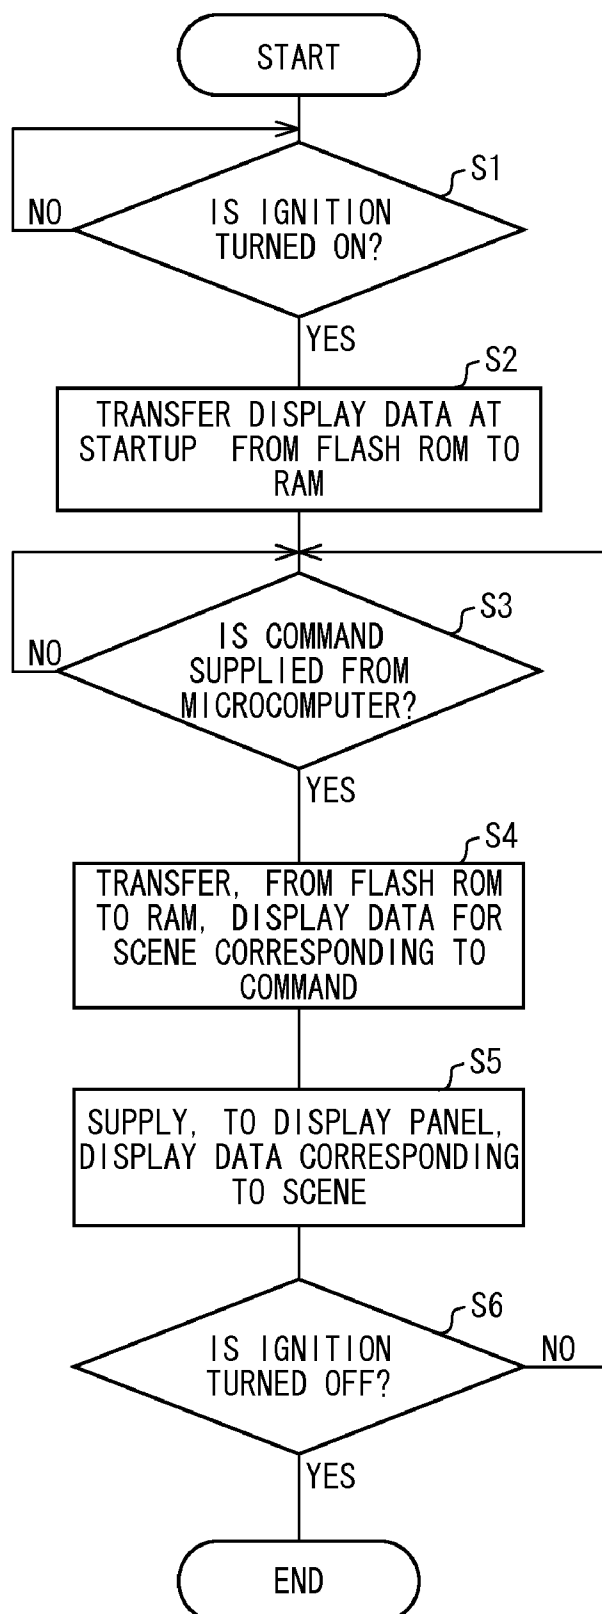 START
S1
IS IGNITION
TURNED ON?
NO
YES
S2
TRANSFER DISPLAY DATA AT
STARTUP FROM FLASH ROM TO
RAM
S3
IS COMMAND
SUPPLIED FROM
MICROCOMPUTER?
NO
YES
S4
TRANSFER, FROM FLASH ROM
TO RAM, DISPLAY DATA FOR
SCENE CORRESPONDING TO
COMMAND
S5
SUPPLY, TO DISPLAY PANEL,
DISPLAY DATA CORRESPONDING
TO SCENE
S6
IS IGNITION
TURNED OFF?
NO
YES
END